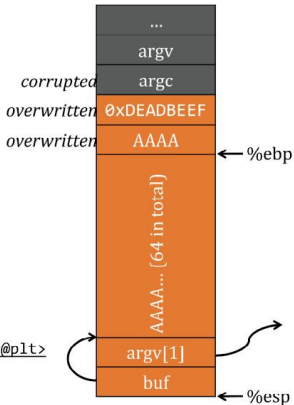 ...
argv
corrupted argc
overwritten 0xDEADBEEF
overwritten AAAA
%ebp
AAAA... (64 in total)
@plt>
argv[1]
buf
%esp